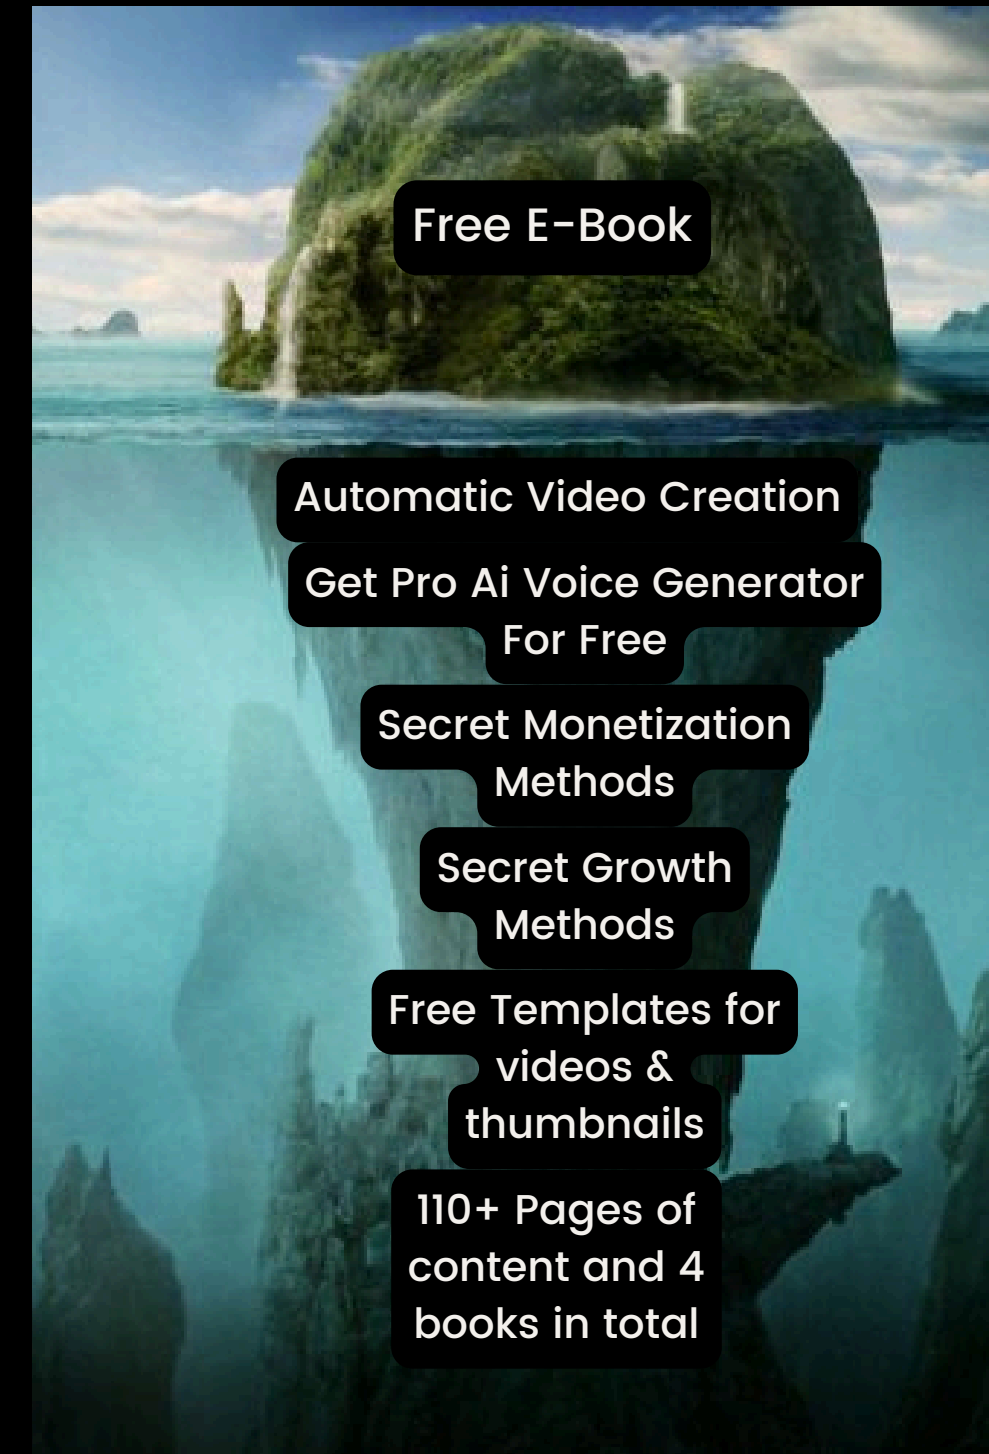 Free E-Book
Automatic Video Creation
Get Pro Ai Voice Generator
For Free
Secret Monetization
Methods
Secret Growth
Methods
Free Templates for
videos &
thumbnails
110+ Pages of
content and 4
books in total